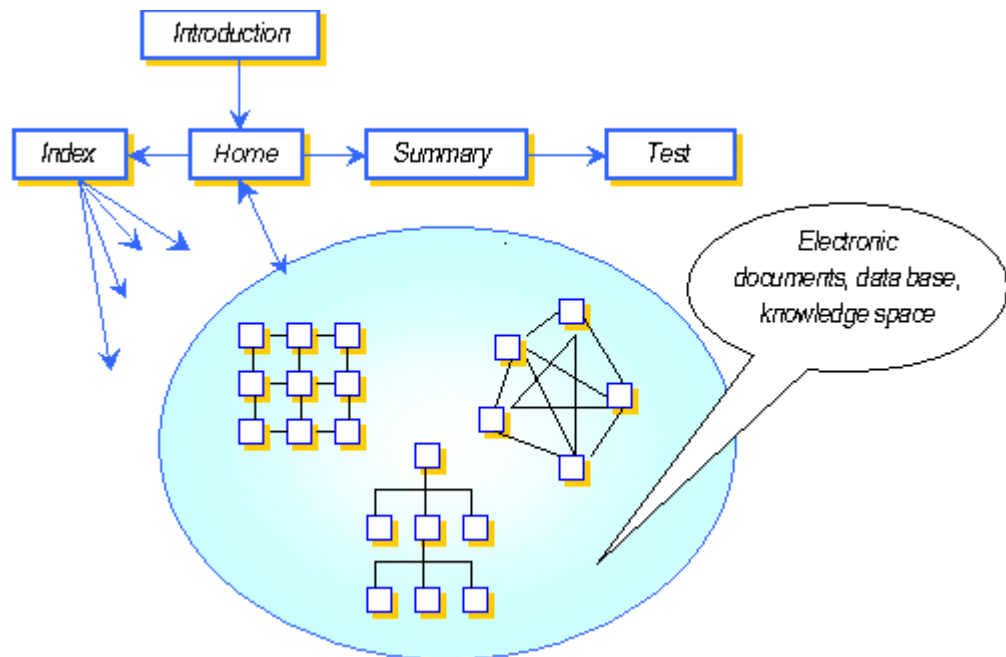 Introduction
Index
Home
Summary
Test
Electronic
documents, data base,
knowledge space